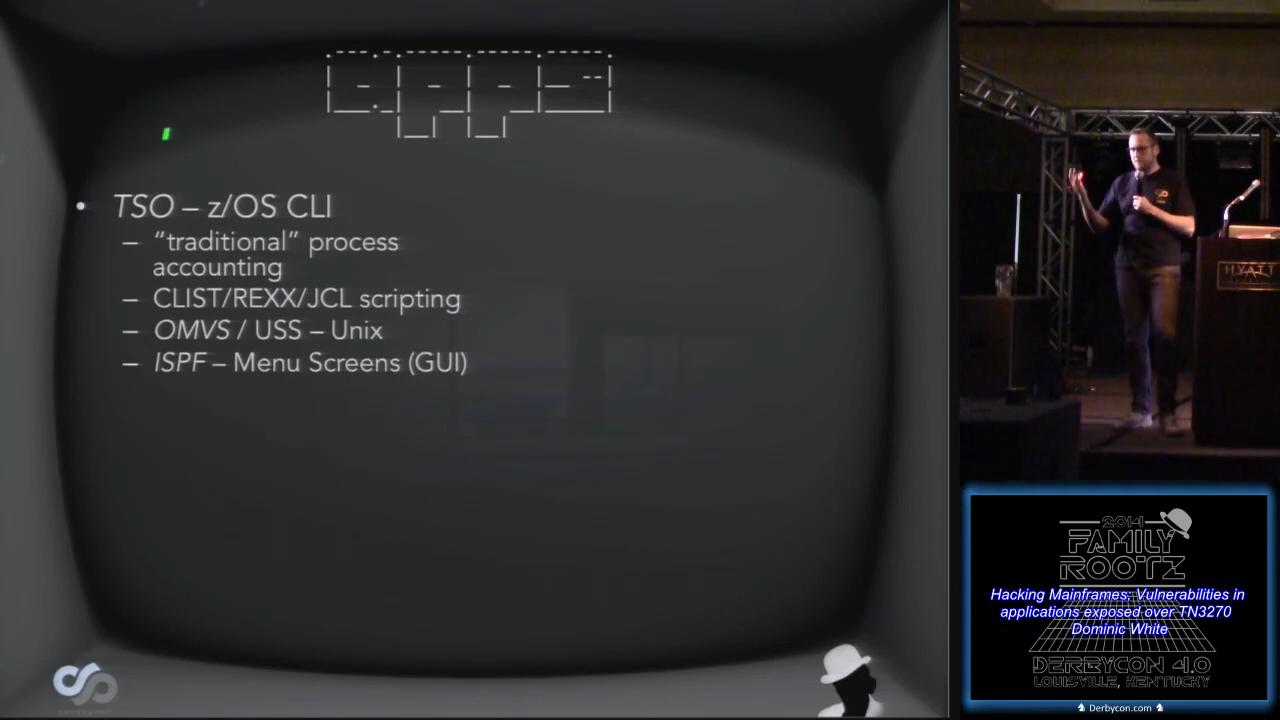 • TSO – z/OS CLI
– “traditional” process
accounting
– CLIST/REXX/JCL scripting
– OMVS / USS – Unix
– ISPF – Menu Screens (GUI)
HYATT
2014
FAMILY
ROOTZ
Hacking Mainframes; Vulnerabilities in
applications exposed over TN3270
Dominic White
DERBYCON 4.0
LOUISVILLE, KENTUCKY
Derbycon.com